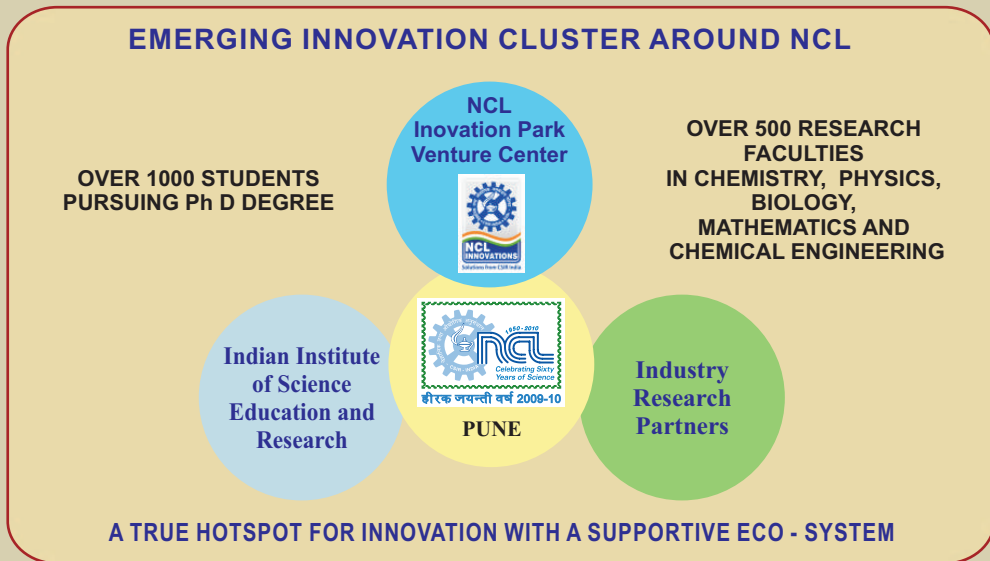 EMERGING INNOVATION CLUSTER AROUND NCL
NCL
Inovation Park
Venture Center
NCL
INNOVATIONS
Solutions from CSIR India
OVER 1000 STUDENTS
PURSUING Ph D DEGREE
OVER 500 RESEARCH
FACULTIES
IN CHEMISTRY, PHYSICS,
BIOLOGY,
MATHEMATICS AND
CHEMICAL ENGINEERING
Indian Institute
of Science
Education and
Research
1950-2010
ncl
Celebrating Sixty
Years of Science
CSIR-INDIA
हीरक जयन्ती वर्ष 2009-10
PUNE
Industry
Research
Partners
A TRUE HOTSPOT FOR INNOVATION WITH A SUPPORTIVE ECO - SYSTEM